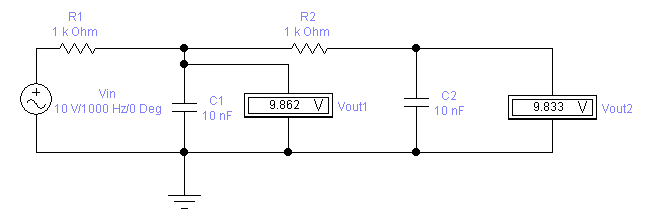 R1
1 k Ohm
R2
1 k Ohm
Vin
10 V/1000 Hz/0 Deg
C1
10 nF
9.862 V
Vout1
C2
10 nF
9.833 V
Vout2